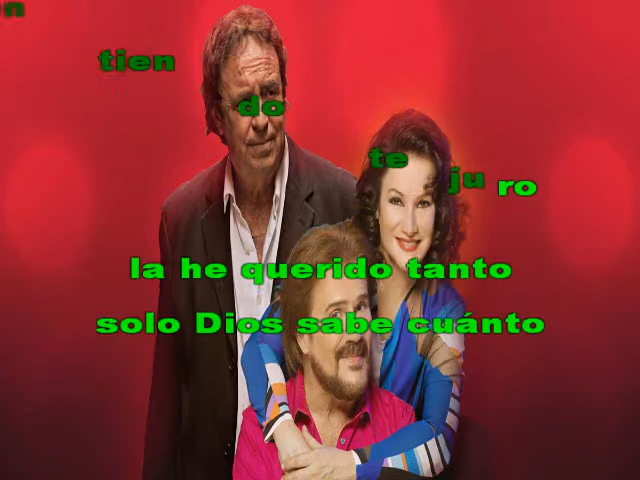 n
tien
do
te
ju
ro
la he querido tanto
solo Dios sabe cuánto